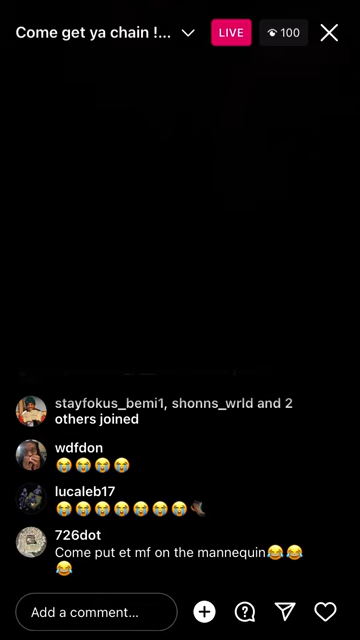 Come get ya chain !...
LIVE
100
stayfokus_bemi1, shonns_wrld and 2
others joined
wdfdon
😭😭😭😭
lucaleb17
😭😭😭😭😭😭😭
726dot
Come put et mf on the mannequin😂😂
😂
Add a comment...